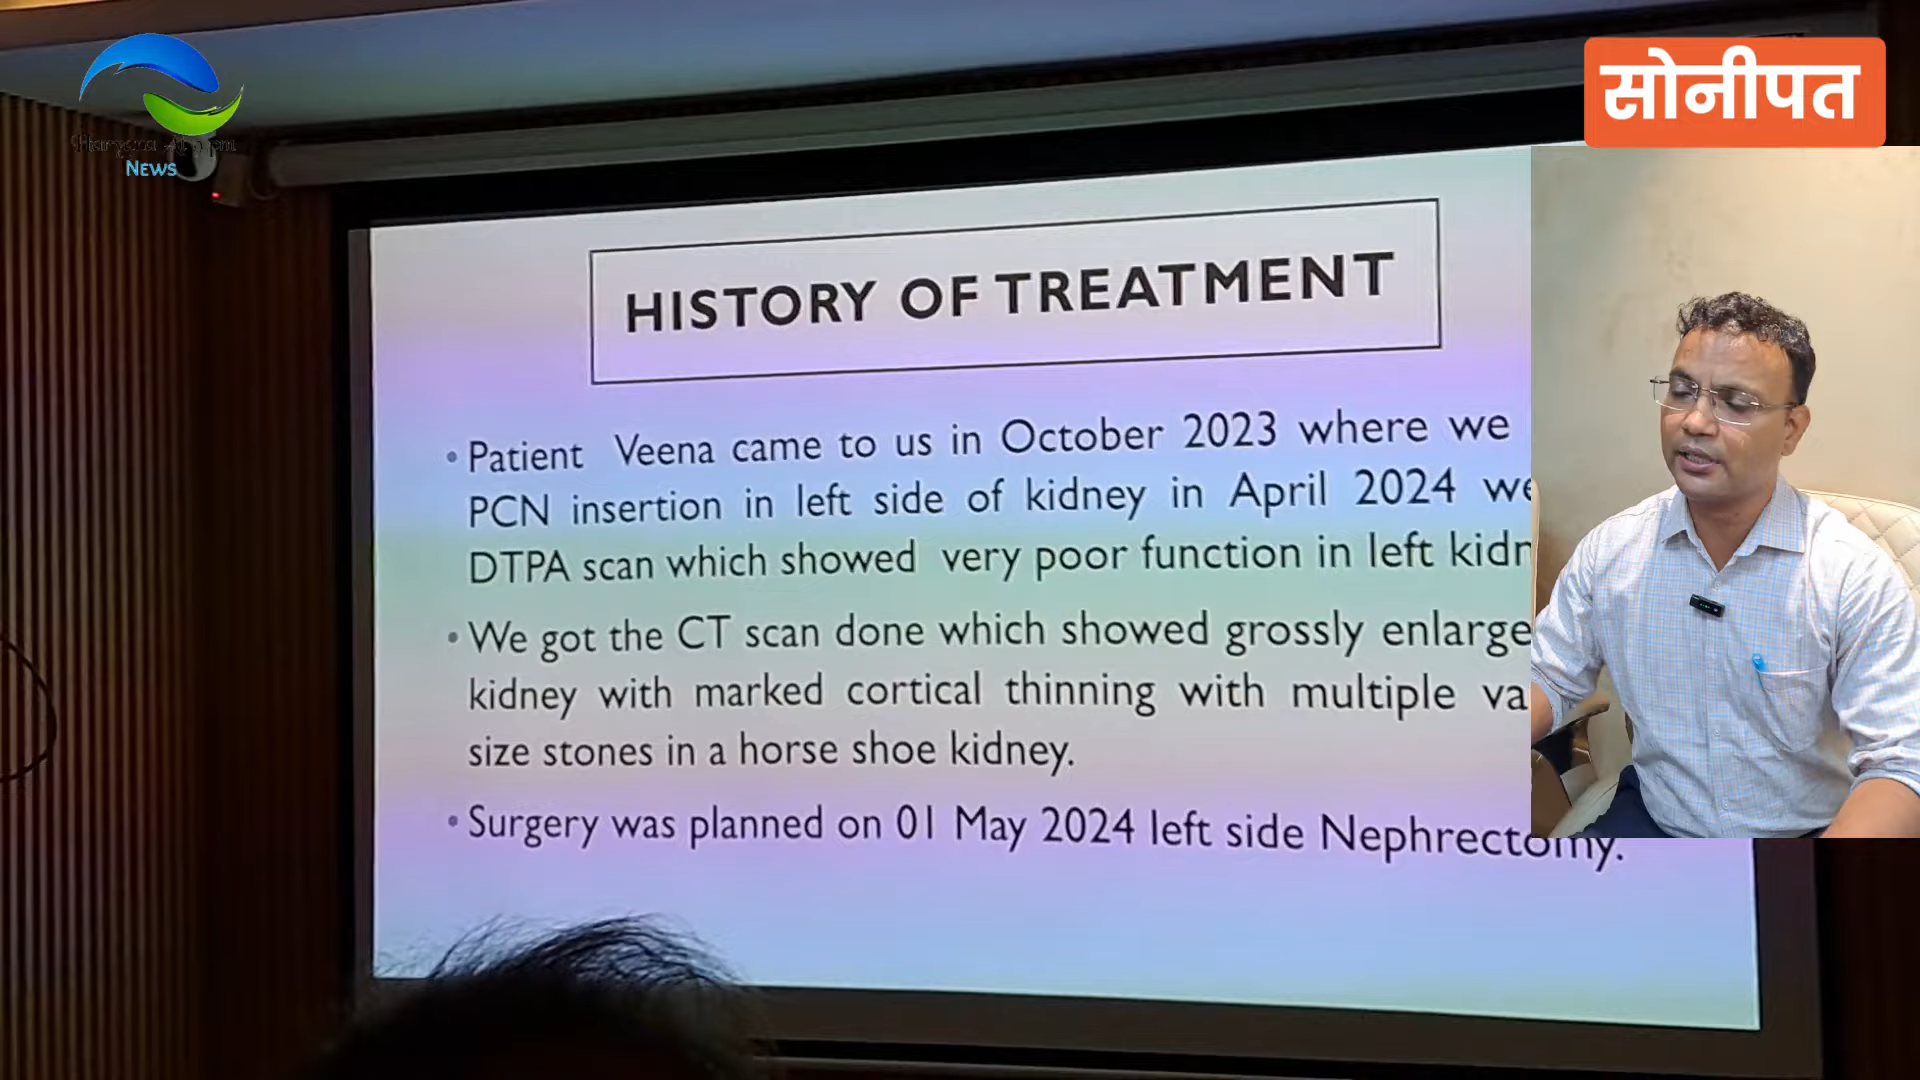 सोनीपत
NEWS
HISTORY OF TREATMENT
• Patient Veena came to us in October 2023 where we
PCN insertion in left side of kidney in April 2024 we
DTPA scan which showed very poor function in left kidn
• We got the CT scan done which showed grossly enlarge
kidney with marked cortical thinning with multiple va
size stones in a horse shoe kidney.
• Surgery was planned on 01 May 2024 left side Nephrectomy.